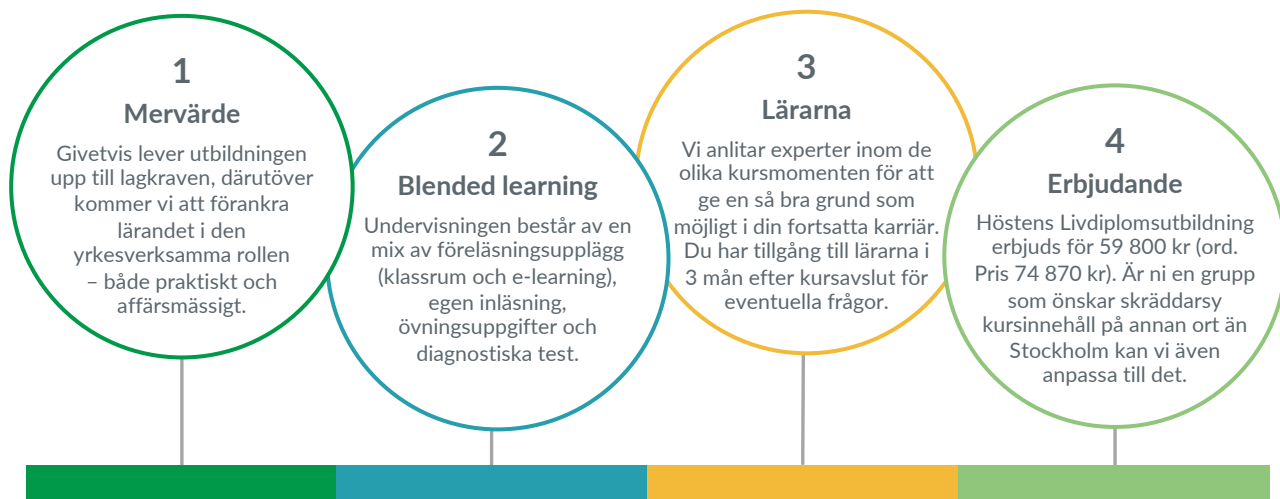 1
Mervärde
Givetvis lever utbildningen
upp till lagkraven, därutöver
kommer vi att förankra
lärandet i den
yrkesverksamma rollen
– både praktiskt och
affärsmässigt.
2
Blended learning
Undervisningen består av en
mix av föreläsningsupplägg
(klassrum och e-learning),
egen inläsning,
övningsuppgifter och
diagnostiska test.
3
Lärarna
Vi anlitar experter inom de
olika kursmomenten för att
ge en så bra grund som
möjligt i din fortsatta karriär.
Du har tillgång till lärarna i
3 mån efter kursavslut för
eventuella frågor.
4
Erbjudande
Höstens Livdiplomsutbildning
erbjuds för 59 800 kr (ord.
Pris 74 870 kr). Är ni en grupp
som önskar skräddarsy
kursinnehåll på annan ort än
Stockholm kan vi även
anpassa till det.